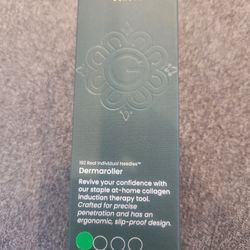 G
192 Real Individual Needles™
Dermaroller
Revive your confidence with
our staple at-home collagen
induction therapy tool.
Crafted for precise
penetration and has an
ergonomic, slip-proof design.